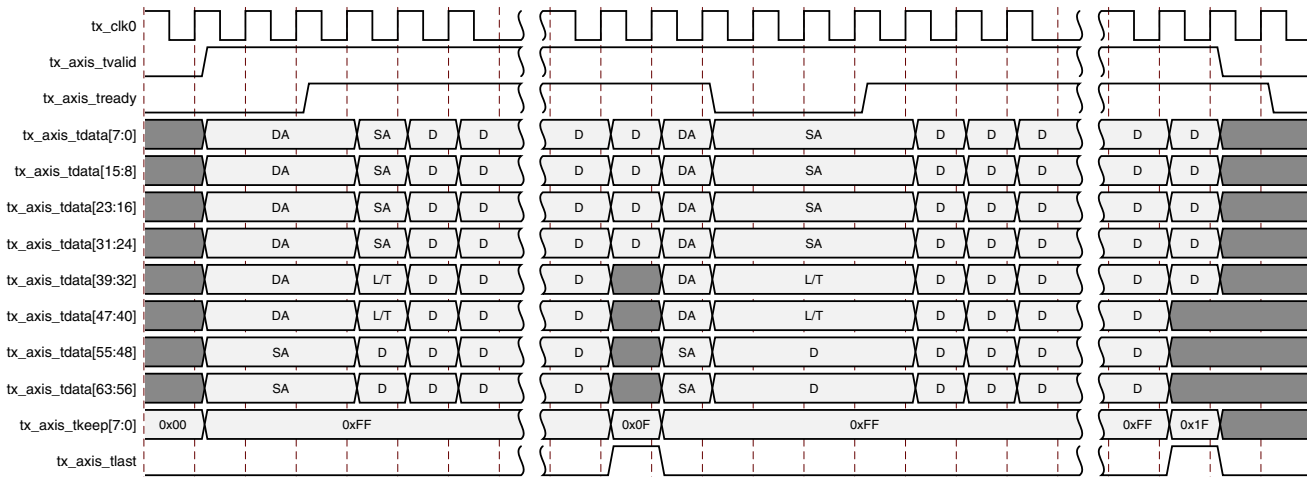 tx_clk0
tx_axis_tvalid
tx_axis_tready
tx_axis_tdata[7:0] DA SA D D D D DA SA D D D D D
tx_axis_tdata[15:8] DA SA D D D D DA SA D D D D D
tx_axis_tdata[23:16] DA SA D D D D DA SA D D D D D
tx_axis_tdata[31:24] DA SA D D D D DA SA D D D D D
tx_axis_tdata[39:32] DA L/T D D D DA L/T D D D D D
tx_axis_tdata[47:40] DA L/T D D D DA L/T D D D D
tx_axis_tdata[55:48] SA D D D D SA D D D D D
tx_axis_tdata[63:56] SA D D D D SA D D D D D
tx_axis_tkeep[7:0] 0x00 0xFF 0x0F 0xFF 0xFF 0x1F
tx_axis_tlast